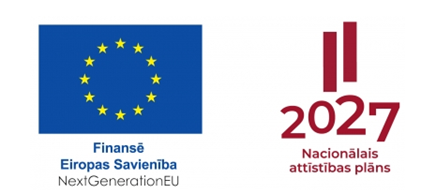 Finansē
Eiropas Savienība
NextGenerationEU
2027
Nacionālais
attīstības plāns